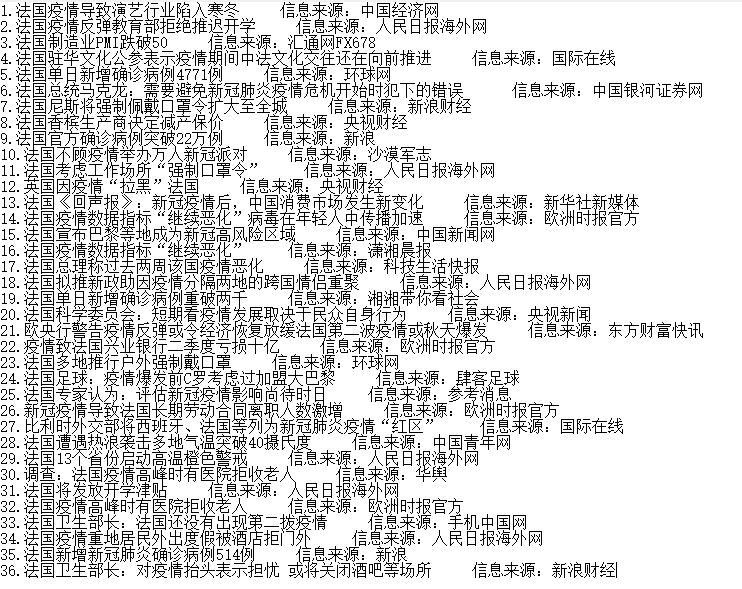 1.法国疫情导致演艺行业陷入寒冬     信息来源：中国经济网
2.法国疫情反弹教育部拒绝推迟开学     信息来源：人民日报海外网
3.法国制造业PMI跌破50     信息来源：汇通网FX678
4.法国驻华文化公参表示疫情期间中法文化交往还在向前推进     信息来源：国际在线
5.法国单日新增确诊病例4771例     信息来源：环球网
6.法国总统马克龙：需要避免新冠肺炎疫情危机开始时犯下的错误     信息来源：中国银河证券网
7.法国尼斯将强制佩戴口罩令扩大至全城     信息来源：新浪财经
8.法国香槟生产商决定减产保价     信息来源：央视财经
9.法国官方确诊病例突破22万例     信息来源：新浪
10.法国不顾疫情举办万人新冠派对     信息来源：沙漠军志
11.法国考虑工作场所“强制口罩令”     信息来源：人民日报海外网
12.英国因疫情“拉黑”法国     信息来源：央视财经
13.法国《回声报》：新冠疫情后，中国消费市场发生新变化     信息来源：新华社新媒体
14.法国疫情数据指标“继续恶化”病毒在年轻人中传播加速     信息来源：欧洲时报官方
15.法国宣布巴黎等地成为新冠高风险区域     信息来源：中国新闻网
16.法国疫情数据指标“继续恶化”     信息来源：潇湘晨报
17.法国总理称过去两周该国疫情恶化     信息来源：科技生活快报
18.法国拟推新政助因疫情分隔两地的跨国情侣重聚     信息来源：人民日报海外网
19.法国单日新增确诊病例重破两千     信息来源：湘湘带你看社会
20.法国科学委员会：短期看疫情发展取决于民众自身行为     信息来源：央视新闻
21.欧央行警告疫情反弹或令经济恢复放缓法国第二波疫情或秋天爆发     信息来源：东方财富快讯
22.疫情致法国兴业银行二季度亏损十亿     信息来源：欧洲时报官方
23.法国多地推行户外强制戴口罩     信息来源：环球网
24.法国足球：疫情爆发前C罗考虑过加盟大巴黎     信息来源：肆客足球
25.法国专家认为：评估新冠疫情影响尚待时日     信息来源：参考消息
26.新冠疫情导致法国长期劳动合同离职人数激增     信息来源：欧洲时报官方
27.比利时外交部将西班牙、法国等列为新冠肺炎疫情“红区”     信息来源：国际在线
28.法国遭遇热浪袭击多地气温突破40摄氏度     信息来源：中国青年网
29.法国13个省份启动高温橙色警戒     信息来源：人民日报海外网
30.调查：法国疫情高峰时有医院拒收老人     信息来源：华舆
31.法国将发放开学津贴     信息来源：人民日报海外网
32.法国疫情高峰时有医院拒收老人     信息来源：欧洲时报官方
33.法国卫生部长：法国还没有出现第二拨疫情     信息来源：手机中国网
34.法国疫情重地居民外出度假被酒店拒门外     信息来源：人民日报海外网
35.法国新增新冠肺炎确诊病例514例     信息来源：新浪
36.法国卫生部长：对疫情抬头表示担忧 或将关闭酒吧等场所     信息来源：新浪财经